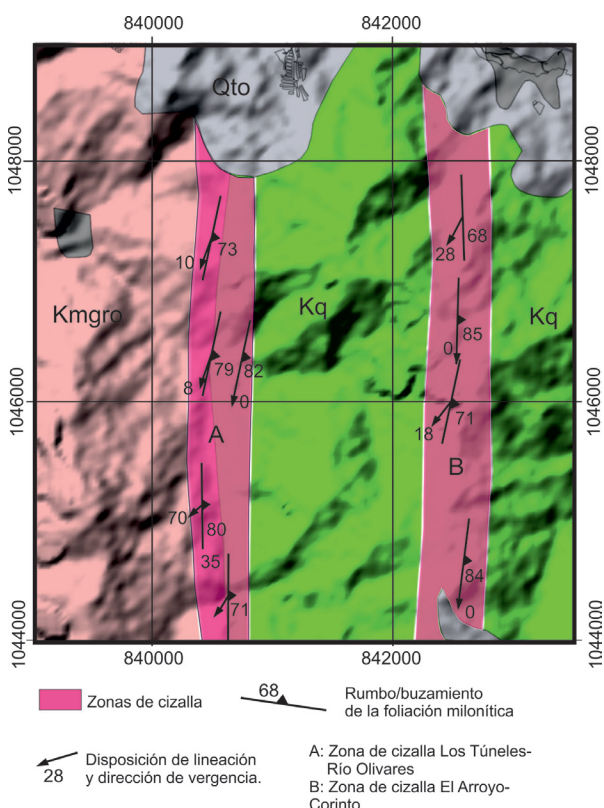 840000
842000
Qto
1048000
1048000
73
10
68
28
Kmgro
Kq
Kq
85
0
79
82
8
0
1046000
1046000
71
18
A
B
70
80
35
84
71
0
1044000
1044000
840000
842000
Zonas de cizalla
68
Rumbo/buzamiento
de la foliación milonítica
Disposición de lineación
y dirección de vergencia.
28
A: Zona de cizalla Los Túneles-
Río Olivares
B: Zona de cizalla El Arroyo-
Corinto